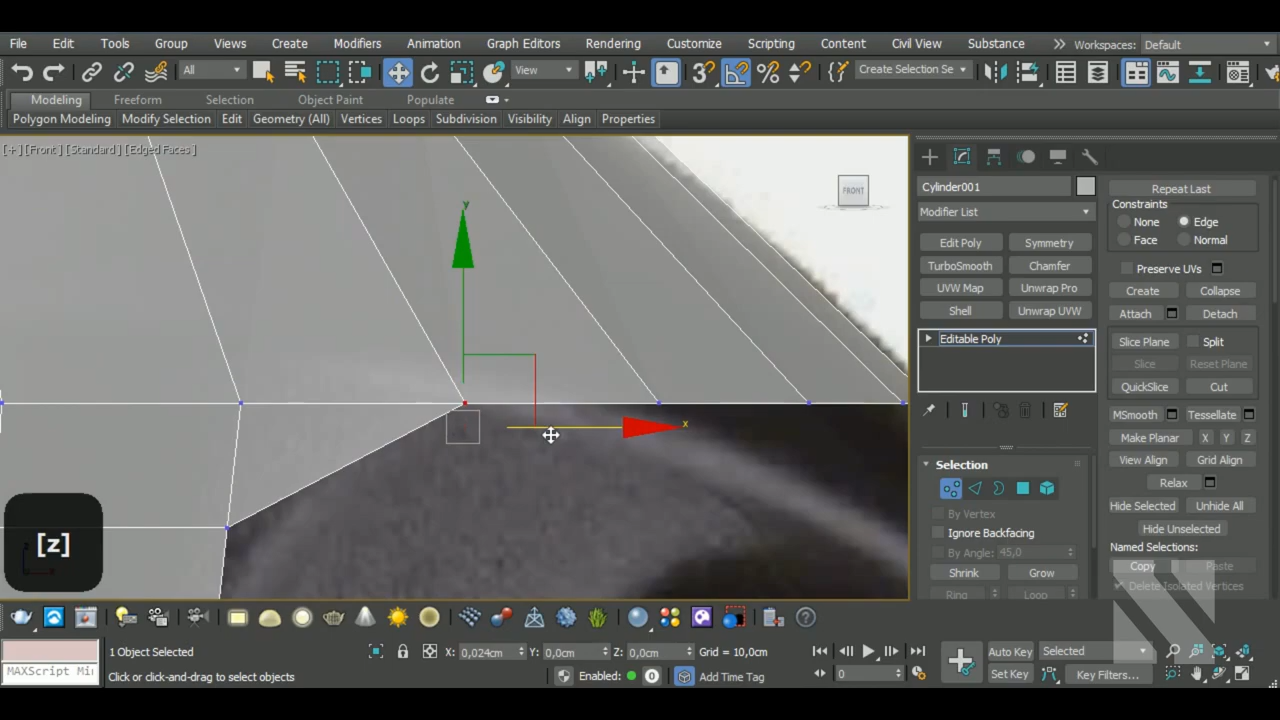 File Edit Tools Group Views Create Modifiers Animation Graph Editors Rendering Customize Scripting Content Civil View Substance Workspaces: Default
All View 3 Create Selection Se
Modeling Freeform Selection Object Paint Populate
Polygon Modeling Modify Selection Edit Geometry (All) Vertices Loops Subdivision Visibility Align Properties
[+] [Front] [Standard] [Edged Faces]
y
x
FRONT
Cylinder001
Modifier List
Edit Poly Symmetry
TurboSmooth Chamfer
UVW Map Unwrap Pro
Shell Unwrap UVW
Editable Poly
Selection
By Vertex
Ignore Backfacing
By Angle: 45,0
Shrink Grow
Ring Loop
Repeat Last
Constraints
None Edge
Face Normal
Preserve UVs
Create Collapse
Attach Detach
Slice Plane Split
Slice Reset Plane
QuickSlice Cut
MSmooth Tessellate
Make Planar X Y Z
View Align Grid Align
Relax
Hide Selected Unhide All
Hide Unselected
Named Selections:
Copy Paste
Delete Isolated Vertices
[z]
MAXScript Mi
1 Object Selected
Click or click-and-drag to select objects
X: 0,024cm Y: 0,0cm Z: 0,0cm Grid = 10,0cm
Enabled: 0 Add Time Tag
0
Auto Key Selected
Set Key Key Filters...